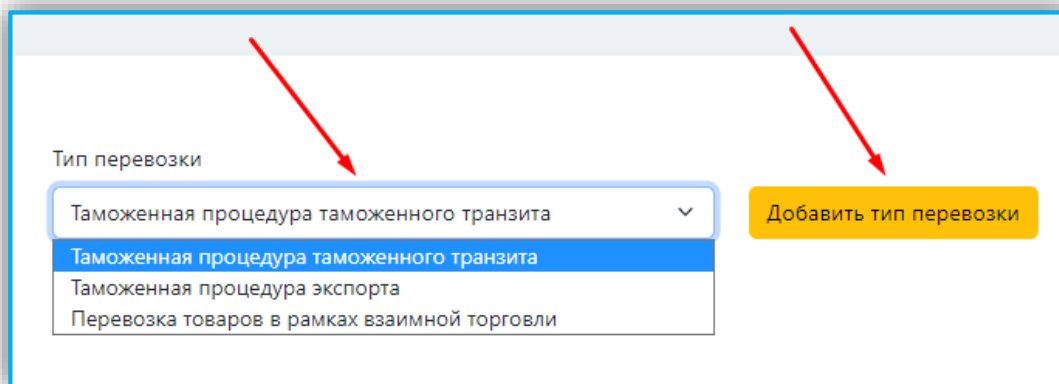 Тип перевозки
Таможенная процедура таможенного транзита
Добавить тип перевозки
Таможенная процедура таможенного транзита
Таможенная процедура экспорта
Перевозка товаров в рамках взаимной торговли